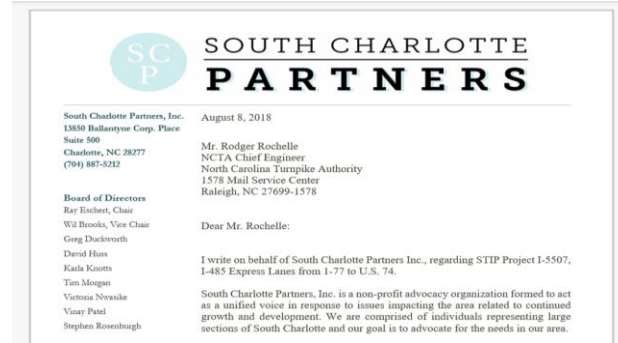 SC
P
SOUTH CHARLOTTE
PARTNERS
South Charlotte Partners, Inc.
13850 Ballantyne Corp. Place
Suite 500
Charlotte, NC 28277
(704) 887-5212
Board of Directors
Ray Eschert, Chair
Wil Brooks, Vice Chair
Greg Duckworth
David Huss
Karla Knotts
Tim Morgan
Victoria Nwasike
Vinay Patel
Stephen Rosenburgh
August 8, 2018
Mr. Rodger Rochelle
NCTA Chief Engineer
North Carolina Turnpike Authority
1578 Mail Service Center
Raleigh, NC 27699-1578
Dear Mr. Rochelle:
I write on behalf of South Charlotte Partners Inc., regarding STIP Project I-5507,
I-485 Express Lanes from 1-77 to U.S. 74.
South Charlotte Partners, Inc. is a non-profit advocacy organization formed to act
as a unified voice in response to issues impacting the area related to continued
growth and development. We are comprised of individuals representing large
sections of South Charlotte and our goal is to advocate for the needs in our area.